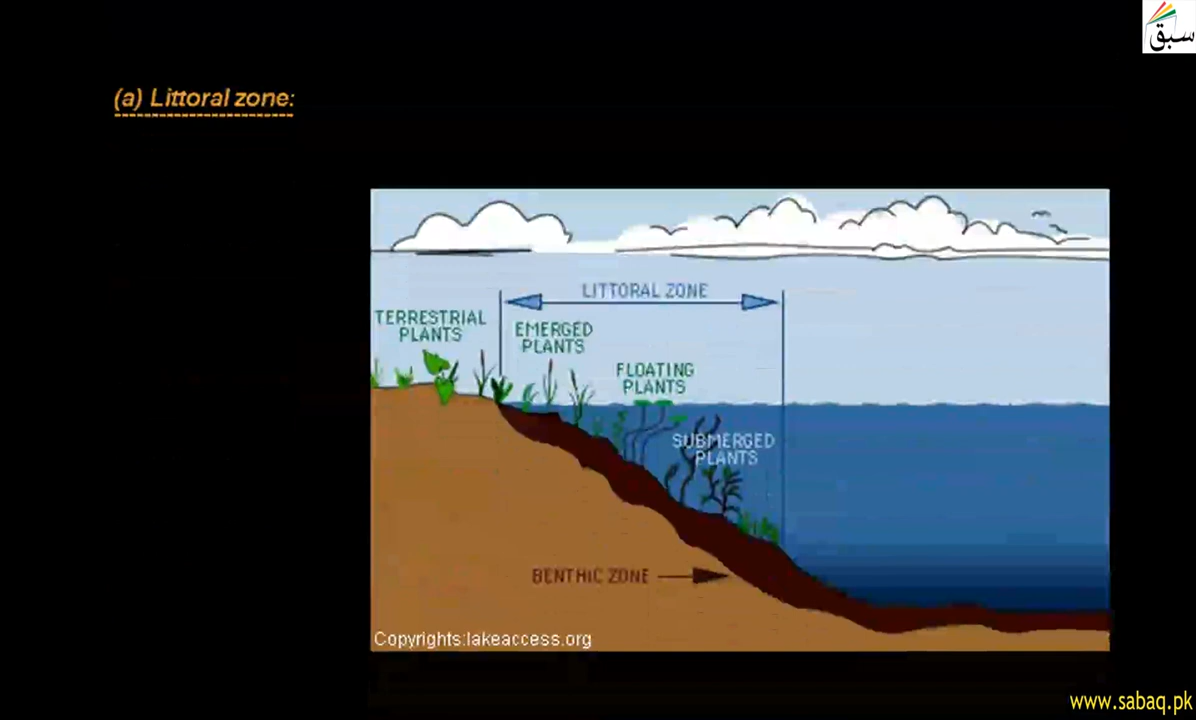 سبق
(a) Littoral zone:
LITTORAL ZONE
TERRESTRIAL
PLANTS
EMERGED
PLANTS
FLOATING
PLANTS
SUBMERGED
PLANTS
BENTHIC ZONE
Copyrights:lakeaccess.org
www.sabaq.pk